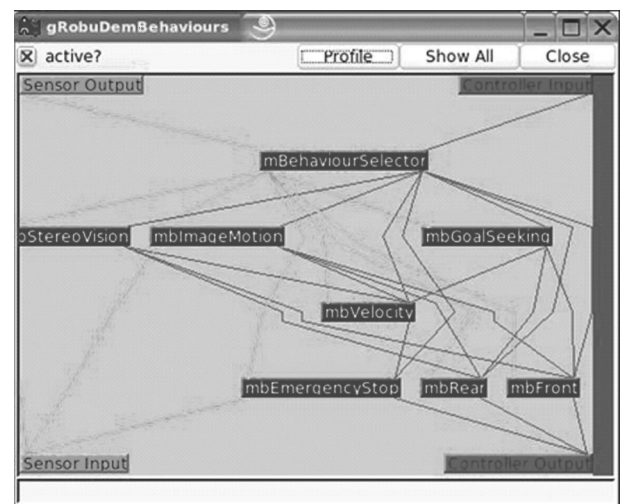 gRobuDemBehaviours
active? Profile Show All Close
Sensor Output Controller Input
mBehaviourSelector
oStereoVision mbImageMotion mbGoalSeeking
mbVelocity
mbEmergencyStop mbRear mbFront
Sensor Input Controller Output